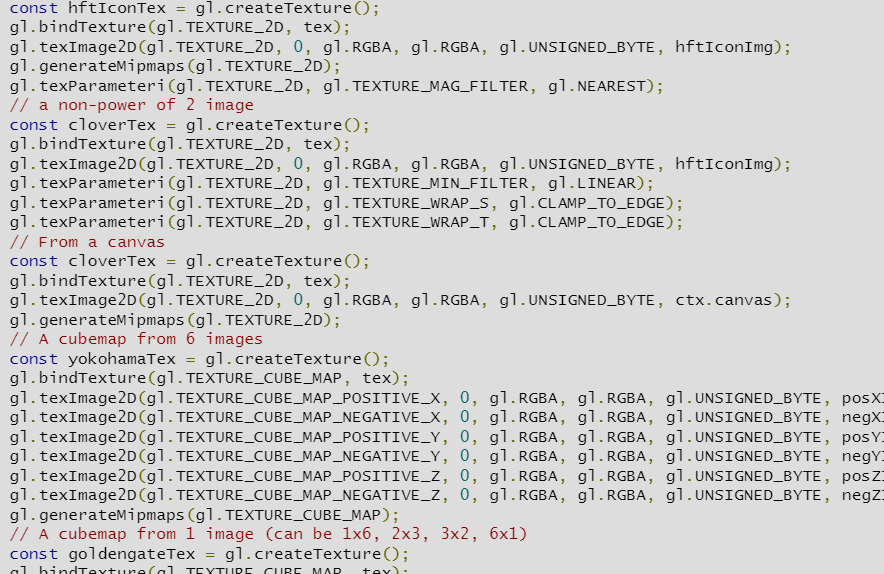 const hftIconTex = gl.createTexture();
gl.bindTexture(gl.TEXTURE_2D, tex);
gl.texImage2D(gl.TEXTURE_2D, 0, gl.RGBA, gl.RGBA, gl.UNSIGNED_BYTE, hftIconImg);
gl.generateMipmaps(gl.TEXTURE_2D);
gl.texParameteri(gl.TEXTURE_2D, gl.TEXTURE_MAG_FILTER, gl.NEAREST);
// a non-power of 2 image
const cloverTex = gl.createTexture();
gl.bindTexture(gl.TEXTURE_2D, tex);
gl.texImage2D(gl.TEXTURE_2D, 0, gl.RGBA, gl.RGBA, gl.UNSIGNED_BYTE, hftIconImg);
gl.texParameteri(gl.TEXTURE_2D, gl.TEXTURE_MIN_FILTER, gl.LINEAR);
gl.texParameteri(gl.TEXTURE_2D, gl.TEXTURE_WRAP_S, gl.CLAMP_TO_EDGE);
gl.texParameteri(gl.TEXTURE_2D, gl.TEXTURE_WRAP_T, gl.CLAMP_TO_EDGE);
// From a canvas
const cloverTex = gl.createTexture();
gl.bindTexture(gl.TEXTURE_2D, tex);
gl.texImage2D(gl.TEXTURE_2D, 0, gl.RGBA, gl.RGBA, gl.UNSIGNED_BYTE, ctx.canvas);
gl.generateMipmaps(gl.TEXTURE_2D);
// A cubemap from 6 images
const yokohamaTex = gl.createTexture();
gl.bindTexture(gl.TEXTURE_CUBE_MAP, tex);
gl.texImage2D(gl.TEXTURE_CUBE_MAP_POSITIVE_X, 0, gl.RGBA, gl.RGBA, gl.UNSIGNED_BYTE, posX
gl.texImage2D(gl.TEXTURE_CUBE_MAP_NEGATIVE_X, 0, gl.RGBA, gl.RGBA, gl.UNSIGNED_BYTE, negX
gl.texImage2D(gl.TEXTURE_CUBE_MAP_POSITIVE_Y, 0, gl.RGBA, gl.RGBA, gl.UNSIGNED_BYTE, posY
gl.texImage2D(gl.TEXTURE_CUBE_MAP_NEGATIVE_Y, 0, gl.RGBA, gl.RGBA, gl.UNSIGNED_BYTE, negY
gl.texImage2D(gl.TEXTURE_CUBE_MAP_POSITIVE_Z, 0, gl.RGBA, gl.RGBA, gl.UNSIGNED_BYTE, posZ
gl.texImage2D(gl.TEXTURE_CUBE_MAP_NEGATIVE_Z, 0, gl.RGBA, gl.RGBA, gl.UNSIGNED_BYTE, negZ
gl.generateMipmaps(gl.TEXTURE_CUBE_MAP);
// A cubemap from 1 image (can be 1x6, 2x3, 3x2, 6x1)
const goldengateTex = gl.createTexture();
gl.bindTexture(gl.TEXTURE_CUBE_MAP, tex);